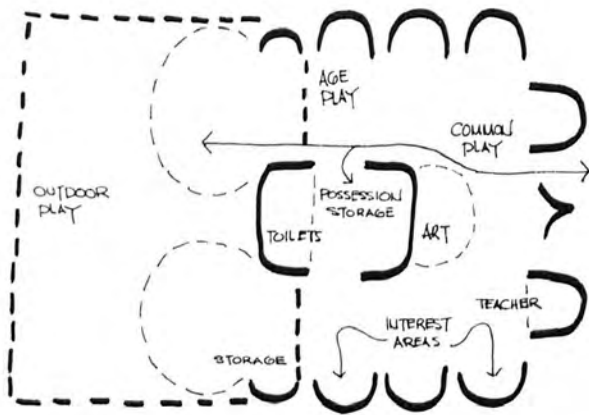 AGE
PLAY
COMMON
PLAY
OUTDOOR
PLAY
POSSESSION
STORAGE
TOILETS
ART
TEACHER
INTEREST
AREAS
STORAGE